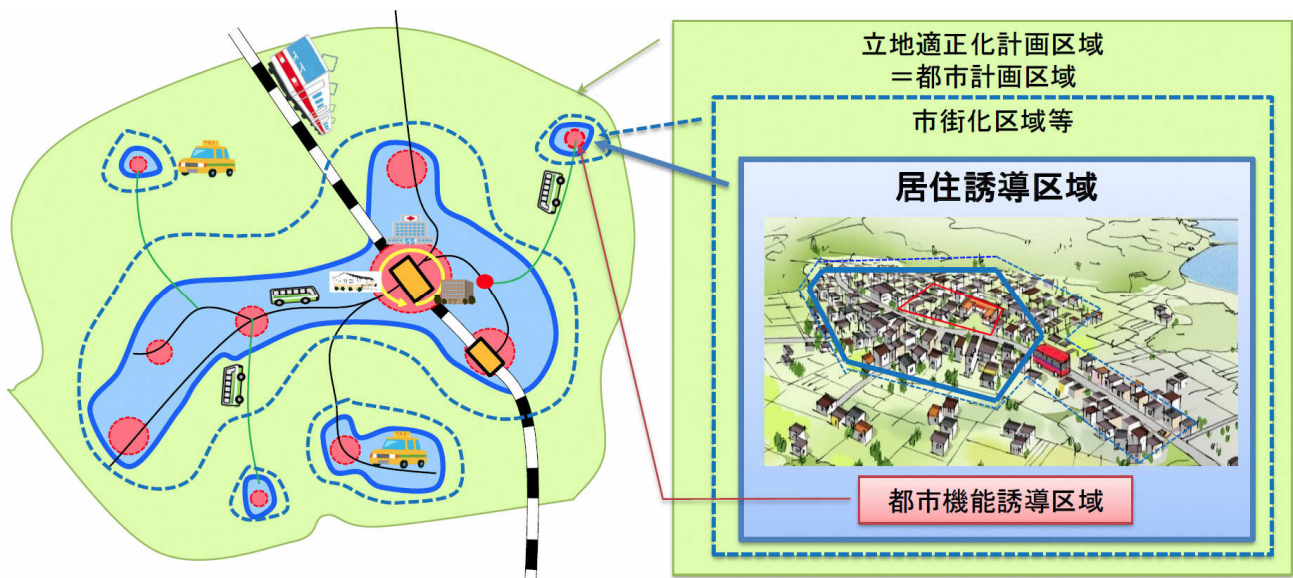 立地適正化計画区域
＝都市計画区域
市街化区域等
居住誘導区域
都市機能誘導区域